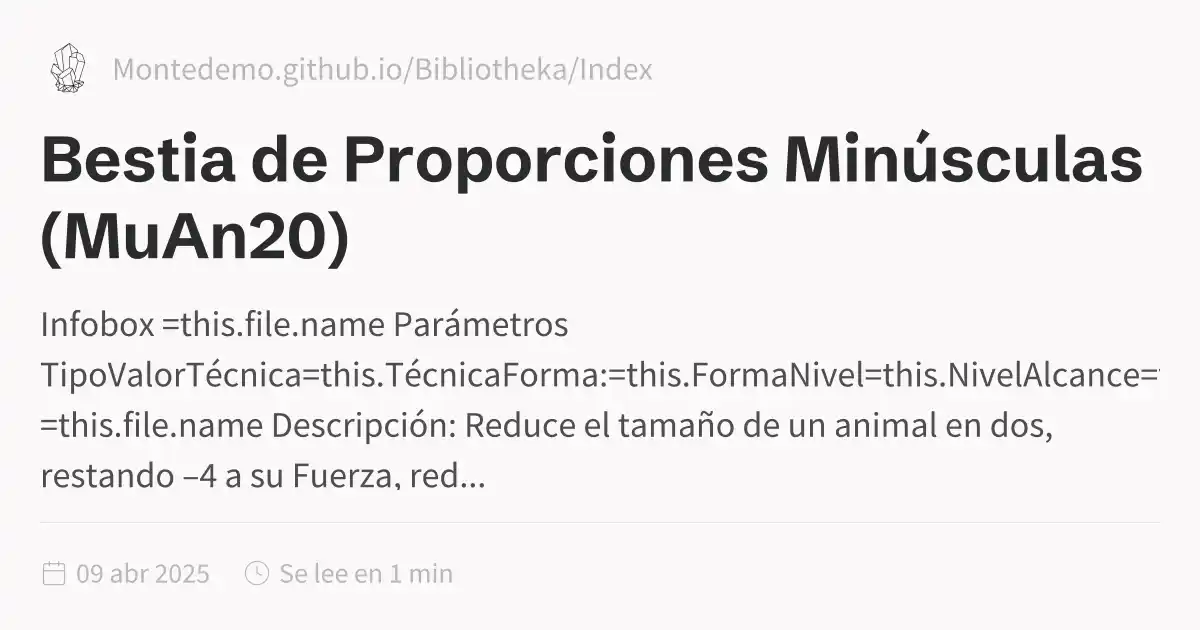 Montedemo.github.io/Bibliotheka/Index
Bestia de Proporciones Minúsculas
(MuAn20)
Infobox =this.file.name Parámetros
TipoValorTécnica=this.TécnicaForma:=this.FormaNivel=this.NivelAlcance=
=this.file.name Descripción: Reduce el tamaño de un animal en dos,
restando –4 a su Fuerza, red...
09 abr 2025 Se lee en 1 min